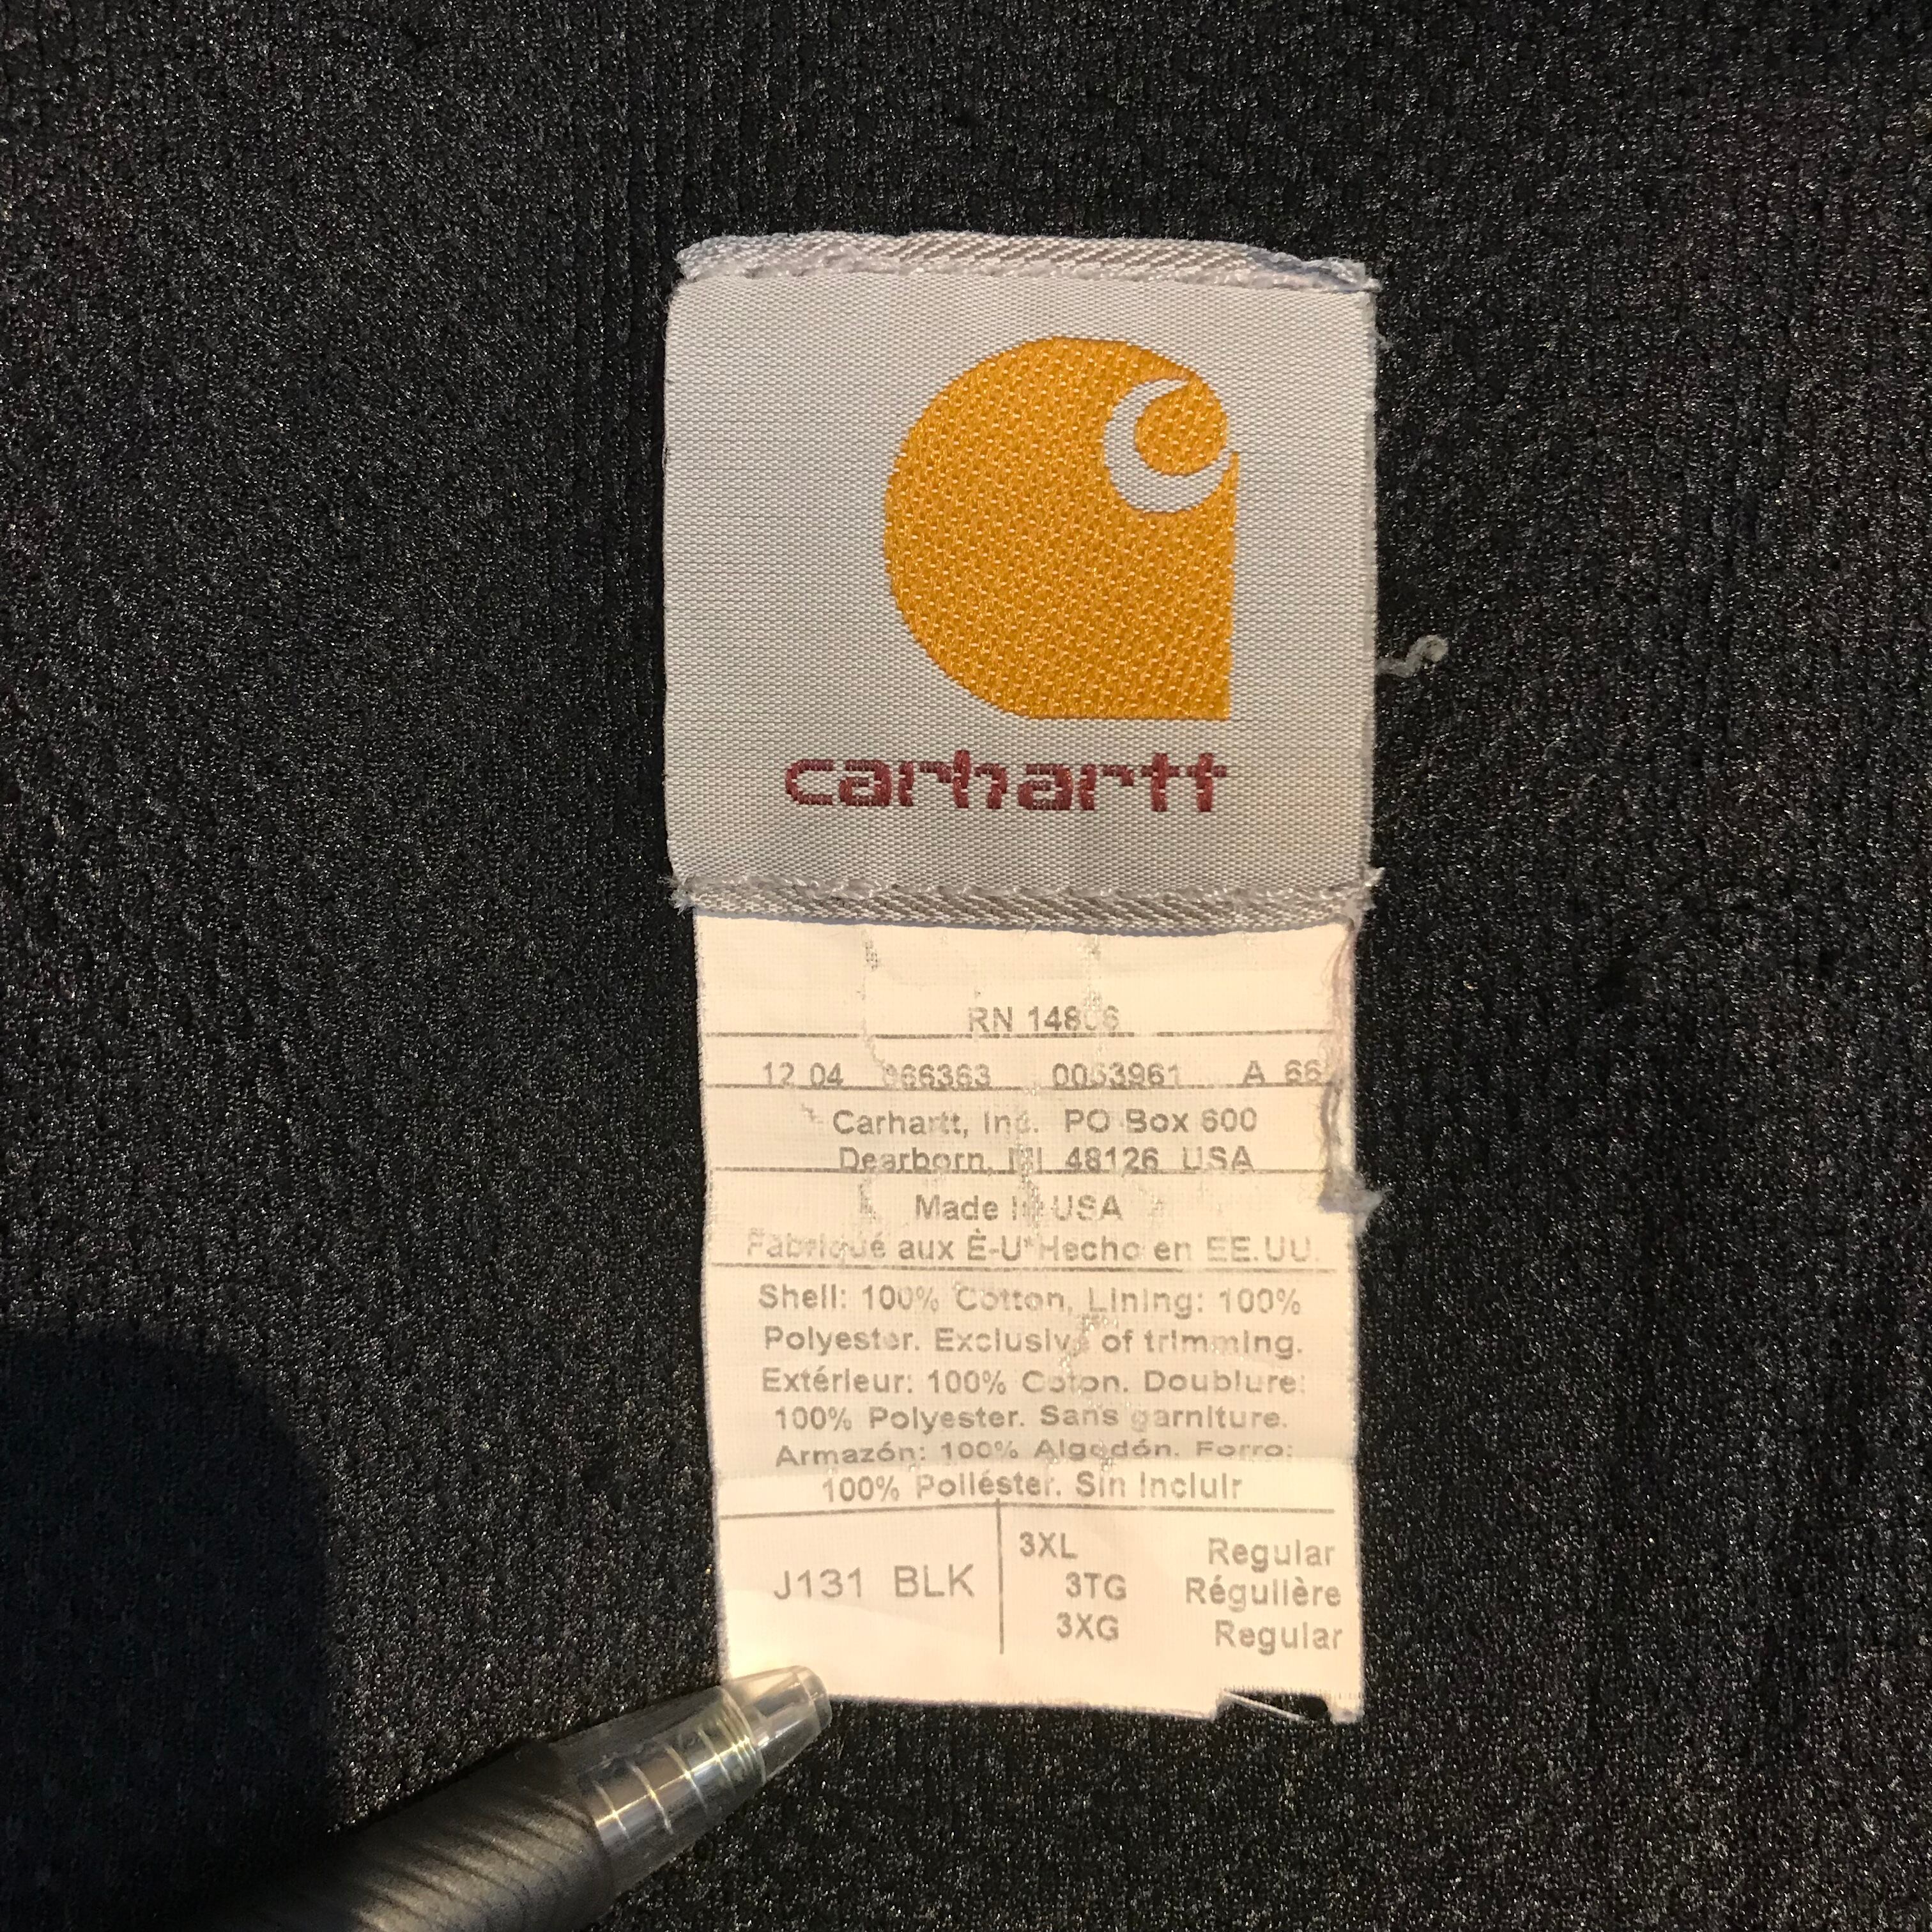 carhartt
RN 14806
12 04 066363 0053961 A 66
Carhartt, Inc. PO Box 600
Dearborn, MI 48126 USA
Made in USA
Fabriqué aux É-U*Hecho en EE.UU.
Shell: 100% Cotton, Lining: 100%
Polyester. Exclusive of trimming.
Extérieur: 100% Coton. Doublure:
100% Polyester. Sans garniture.
Armazón: 100% Algodón. Forro:
100% Poliéster. Sin Incluir
J131 BLK
3XL Regular
3TG Régulière
3XG Regular